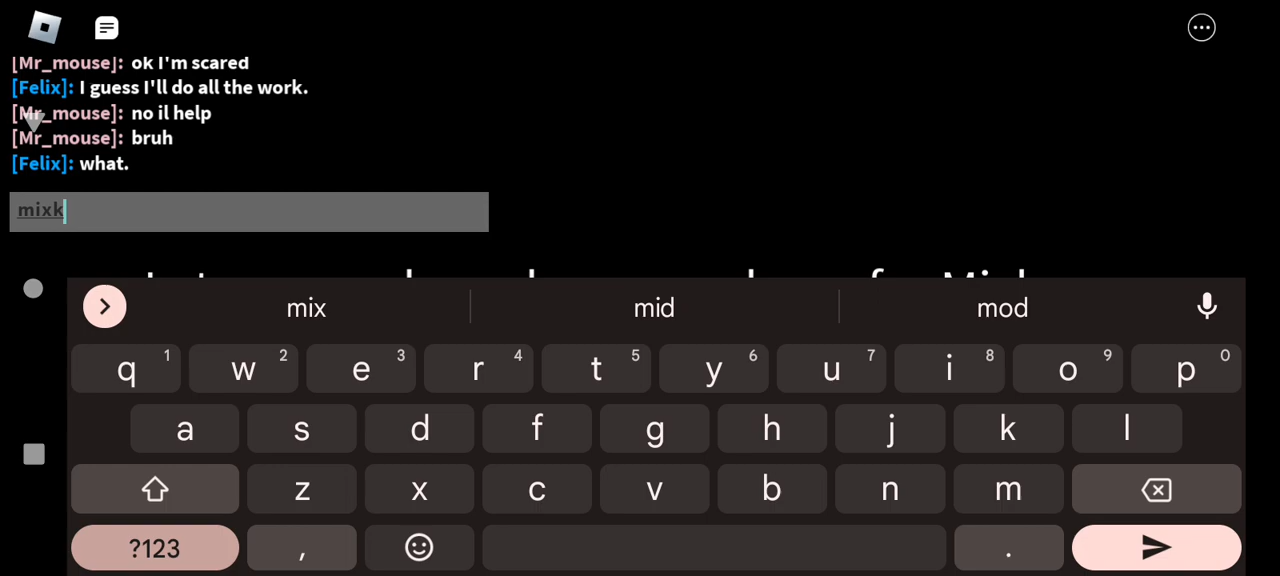 [Mr_mouse]: ok I'm scared
[Felix]: I guess I'll do all the work.
[Mr_mouse]: no il help
[Mr_mouse]: bruh
[Felix]: what.
mixk
mix mid mod
q 1 w 2 e 3 r 4 t 5 y 6 u 7 i 8 o 9 p 0
a s d f g h j k l
z x c v b n m
?123 , .